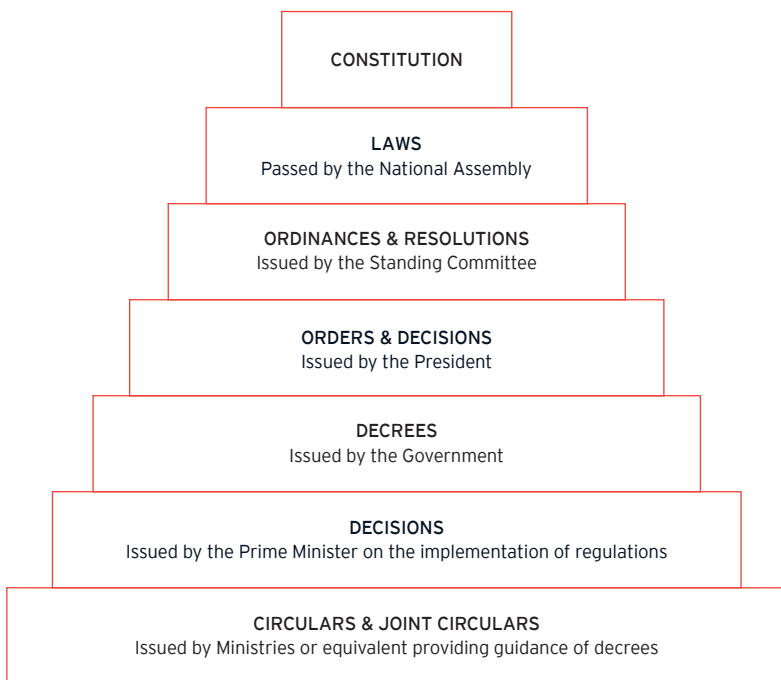 CONSTITUTION
LAWS
Passed by the National Assembly
ORDINANCES & RESOLUTIONS
Issued by the Standing Committee
ORDERS & DECISIONS
Issued by the President
DECREES
Issued by the Government
DECISIONS
Issued by the Prime Minister on the implementation of regulations
CIRCULARS & JOINT CIRCULARS
Issued by Ministries or equivalent providing guidance of decrees